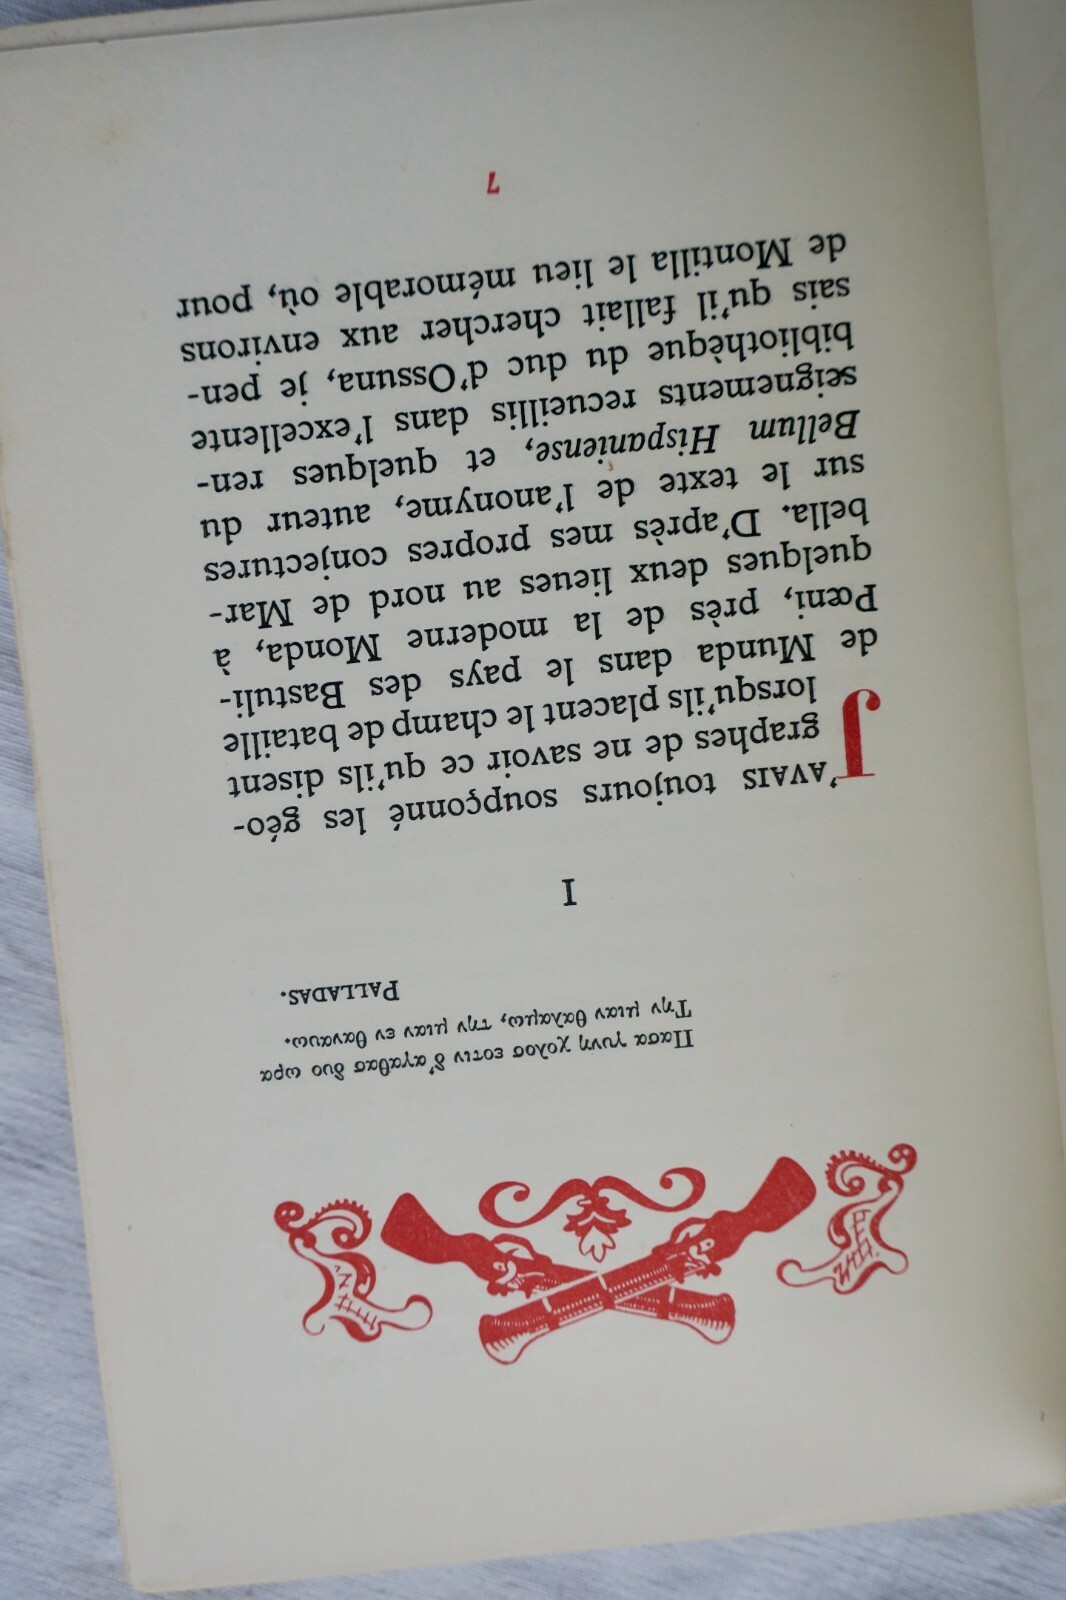 Πασα γυνη χολοσ εστιν δ'αγαθασ δυο ωρα
Την μιαν θαλαμω, την μιαν εν θανατω.
PALLADAS.
I
J'AVAIS toujours soupçonné les géo-
graphes de ne savoir ce qu'ils disent
lorsqu'ils placent le champ de bataille
de Munda dans le pays des Bastuli-
Pœni, près de la moderne Monda, à
quelques deux lieues au nord de Mar-
bella. D'après mes propres conjectures
sur le texte de l'anonyme, auteur du
Bellum Hispaniense, et quelques ren-
seignements recueillis dans l'excellente
bibliothèque du duc d'Ossuna, je pen-
sais qu'il fallait chercher aux environs
de Montilla le lieu mémorable où, pour
7